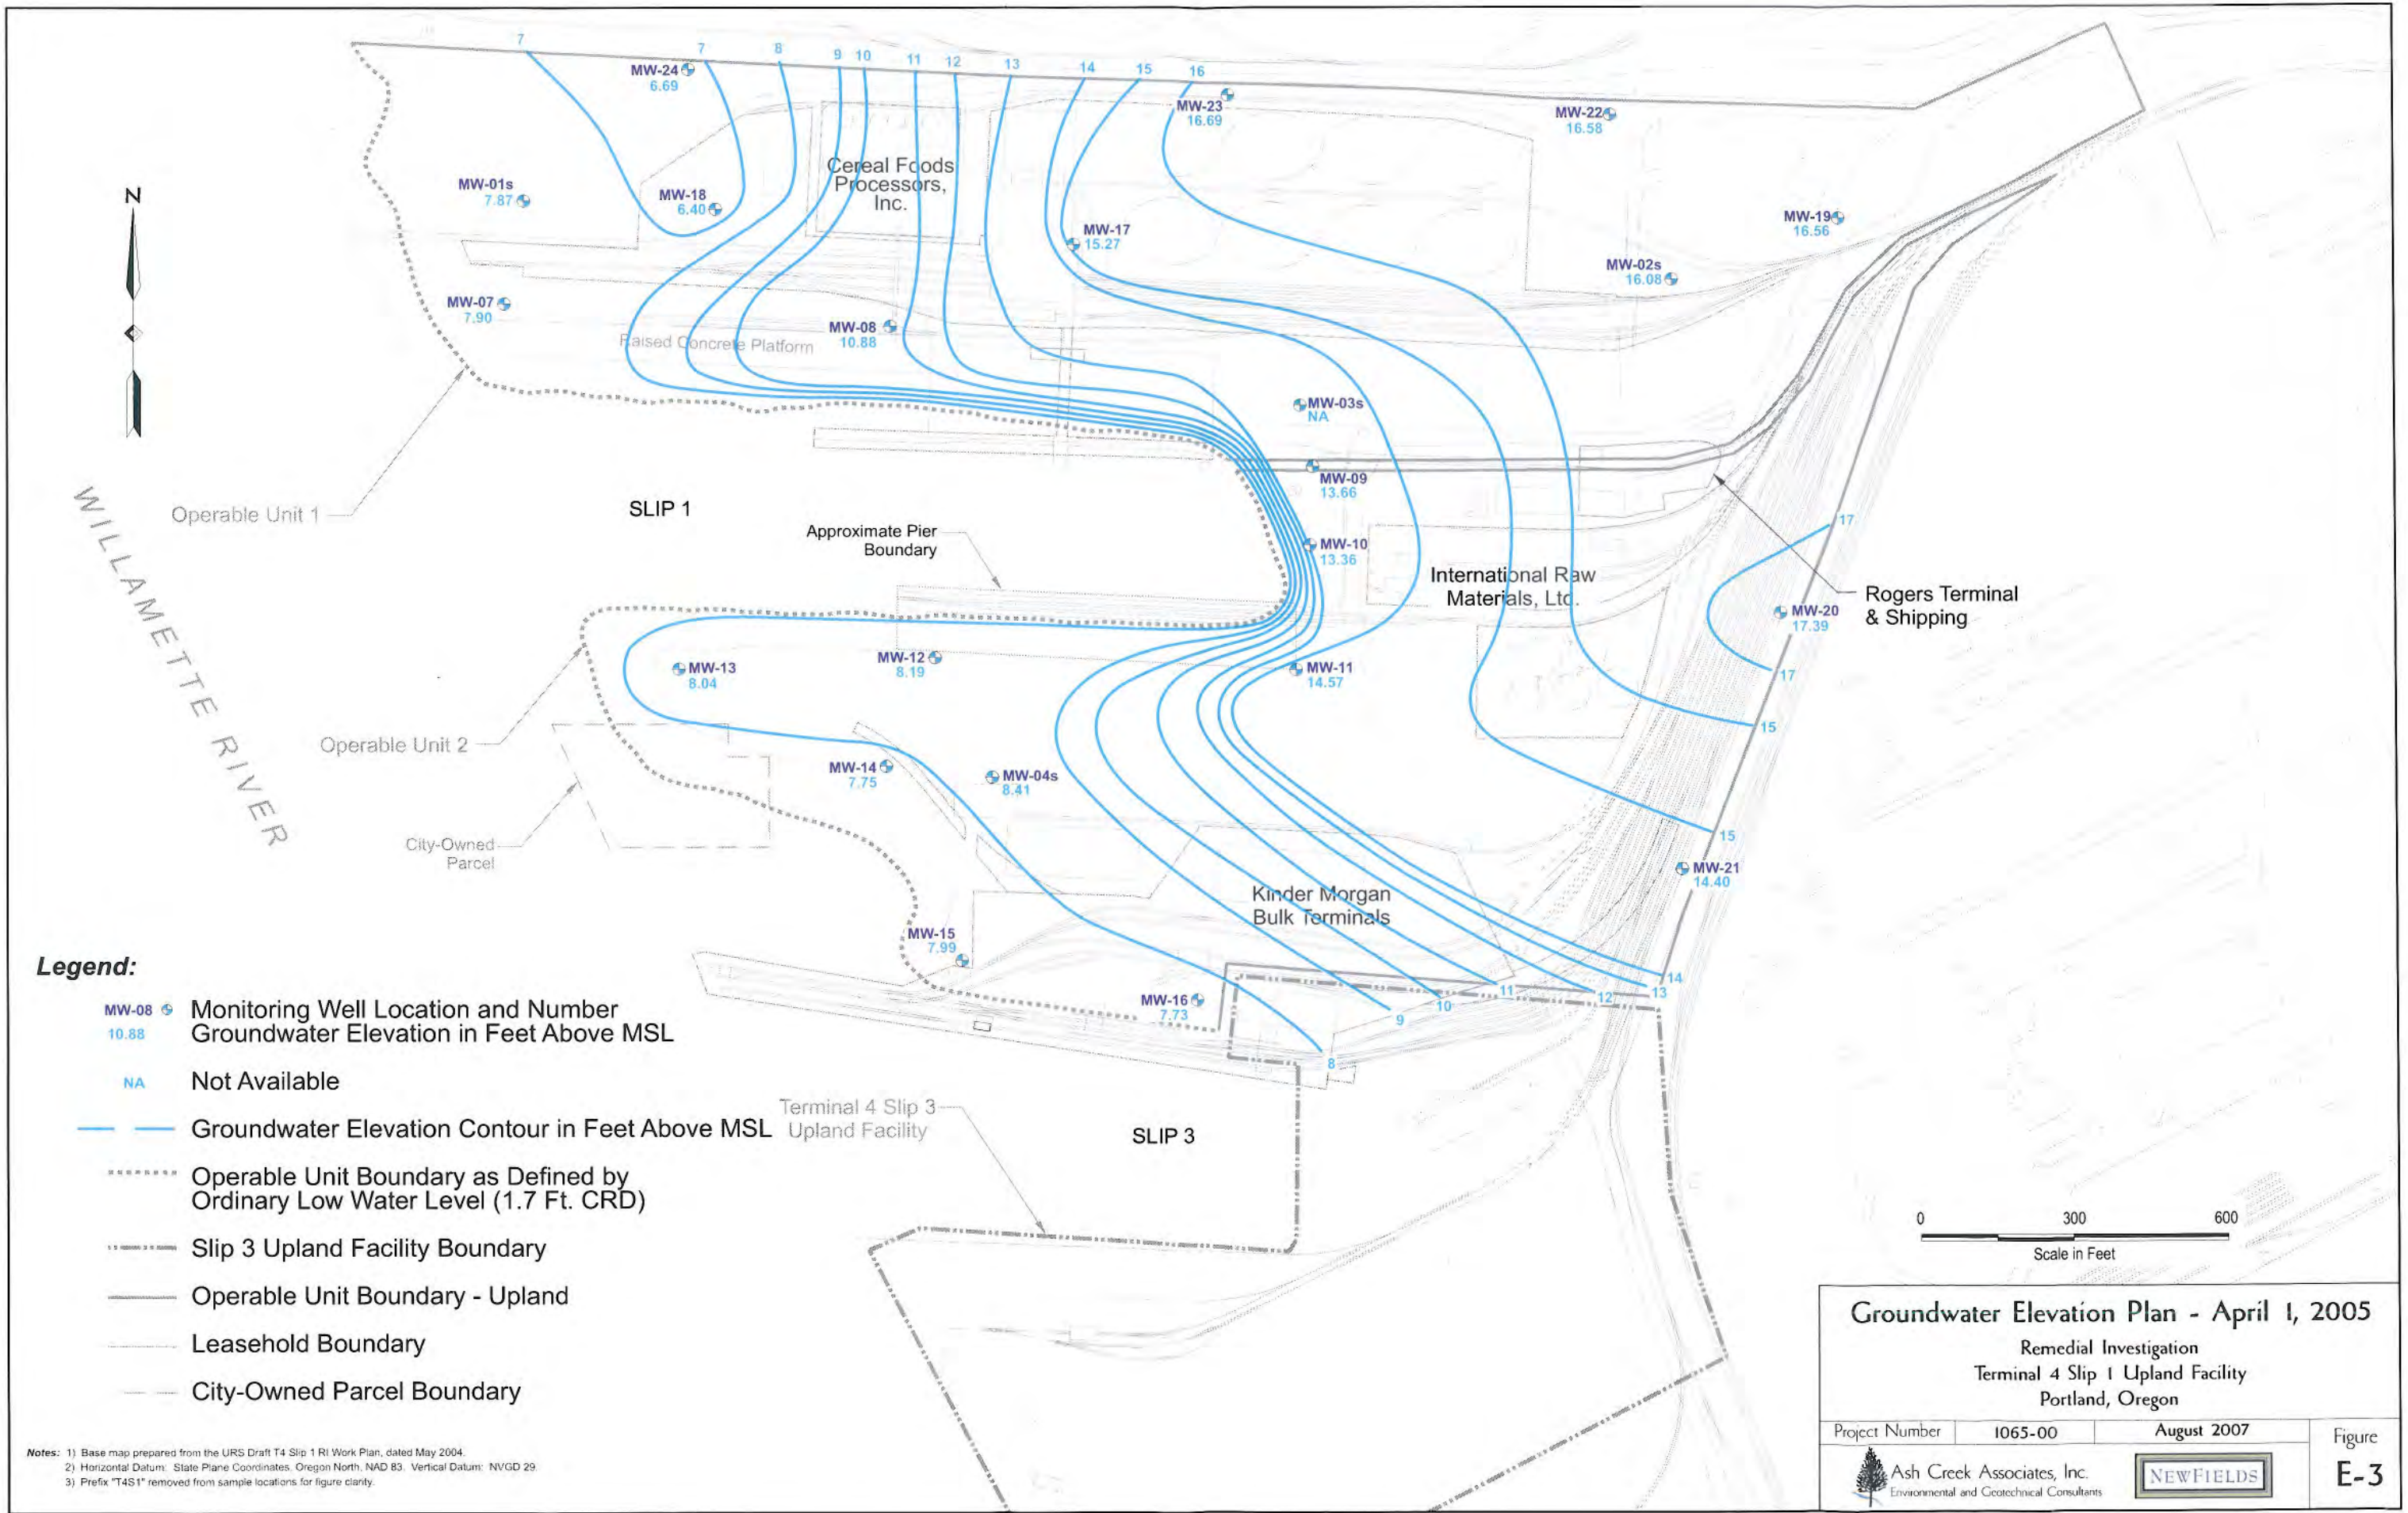 7
7
8
9
10
11
12
13
14
15
16
MW-24
6.69
MW-23
16.69
MW-22
16.58
Cereal Foods
Processors,
Inc.
MW-01s
7.87
MW-18
6.40
N
MW-17
15.27
MW-19
16.56
MW-02s
16.08
MW-07
7.90
MW-08
10.88
Raised Concrete Platform
MW-03s
NA
MW-09
13.66
WILLAMETTE RIVER
Operable Unit 1
SLIP 1
Approximate Pier
Boundary
MW-10
13.36
17
International Raw
Materials, Ltd.
Rogers Terminal
& Shipping
MW-20
17.39
MW-13
8.04
MW-12
8.19
MW-11
14.57
17
15
Operable Unit 2
MW-14
7.75
MW-04s
8.41
City-Owned
Parcel
15
MW-21
14.40
Kinder Morgan
Bulk Terminals
MW-15
7.99
MW-16
7.73
14
13
12
11
10
9
8
Terminal 4 Slip 3
Upland Facility
SLIP 3
Legend:
MW-08 Monitoring Well Location and Number
10.88 Groundwater Elevation in Feet Above MSL
NA Not Available
Groundwater Elevation Contour in Feet Above MSL
Operable Unit Boundary as Defined by
Ordinary Low Water Level (1.7 Ft. CRD)
Slip 3 Upland Facility Boundary
Operable Unit Boundary - Upland
Leasehold Boundary
City-Owned Parcel Boundary
Notes: 1) Base map prepared from the URS Draft T4 Slip 1 RI Work Plan, dated May 2004.
2) Horizontal Datum: State Plane Coordinates, Oregon North, NAD 83. Vertical Datum: NVGD 29.
3) Prefix "T4S1" removed from sample locations for figure clarity.
0 300 600
Scale in Feet
Groundwater Elevation Plan - April 1, 2005
Remedial Investigation
Terminal 4 Slip 1 Upland Facility
Portland, Oregon
Project Number 1065-00 August 2007
Figure
E-3
Ash Creek Associates, Inc.
Environmental and Geotechnical Consultants
NEWFIELDS